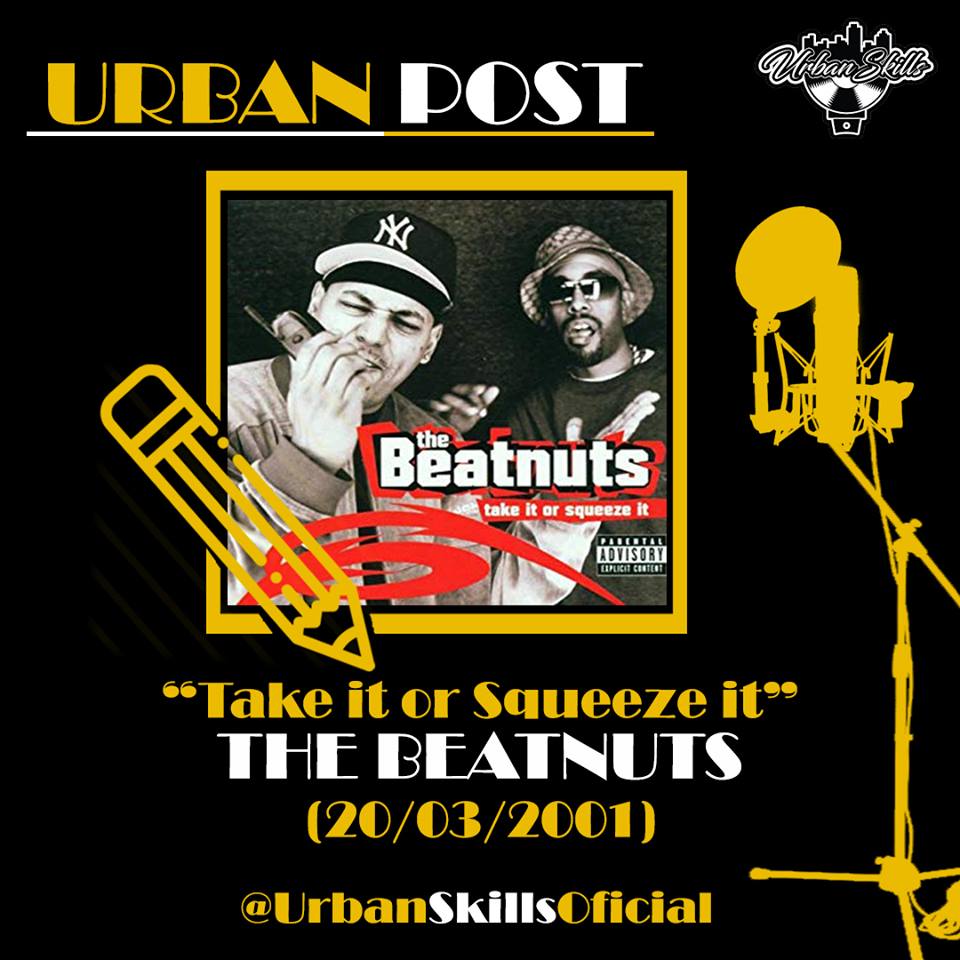 URBAN POST
Urban Skills
NY
the
Beatnuts
take it or squeeze it
PARENTAL
ADVISORY
EXPLICIT CONTENT
“Take it or Squeeze it”
THE BEATNUTS
(20/03/2001)
@UrbanSkillsOficial